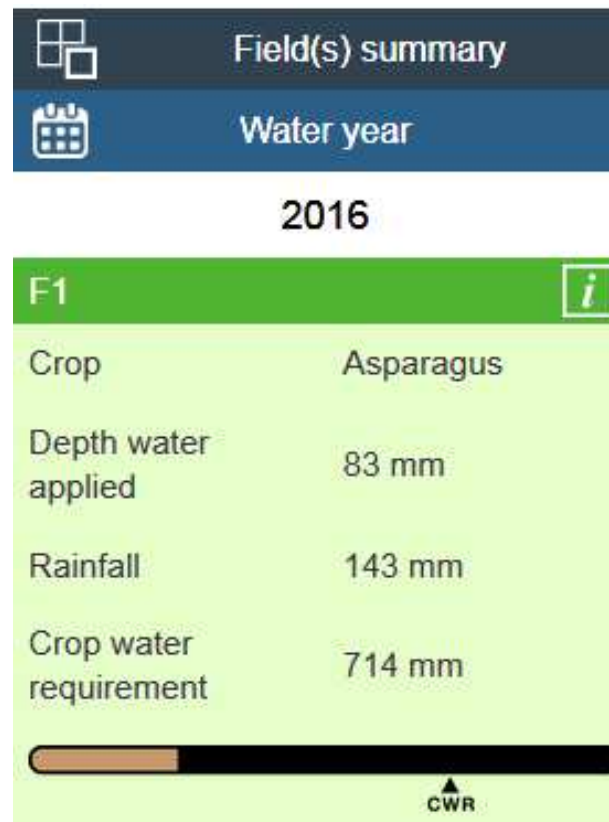 Field(s) summary
Water year
2016
F1 i
Crop Asparagus
Depth water
applied 83 mm
Rainfall 143 mm
Crop water
requirement 714 mm
CWR